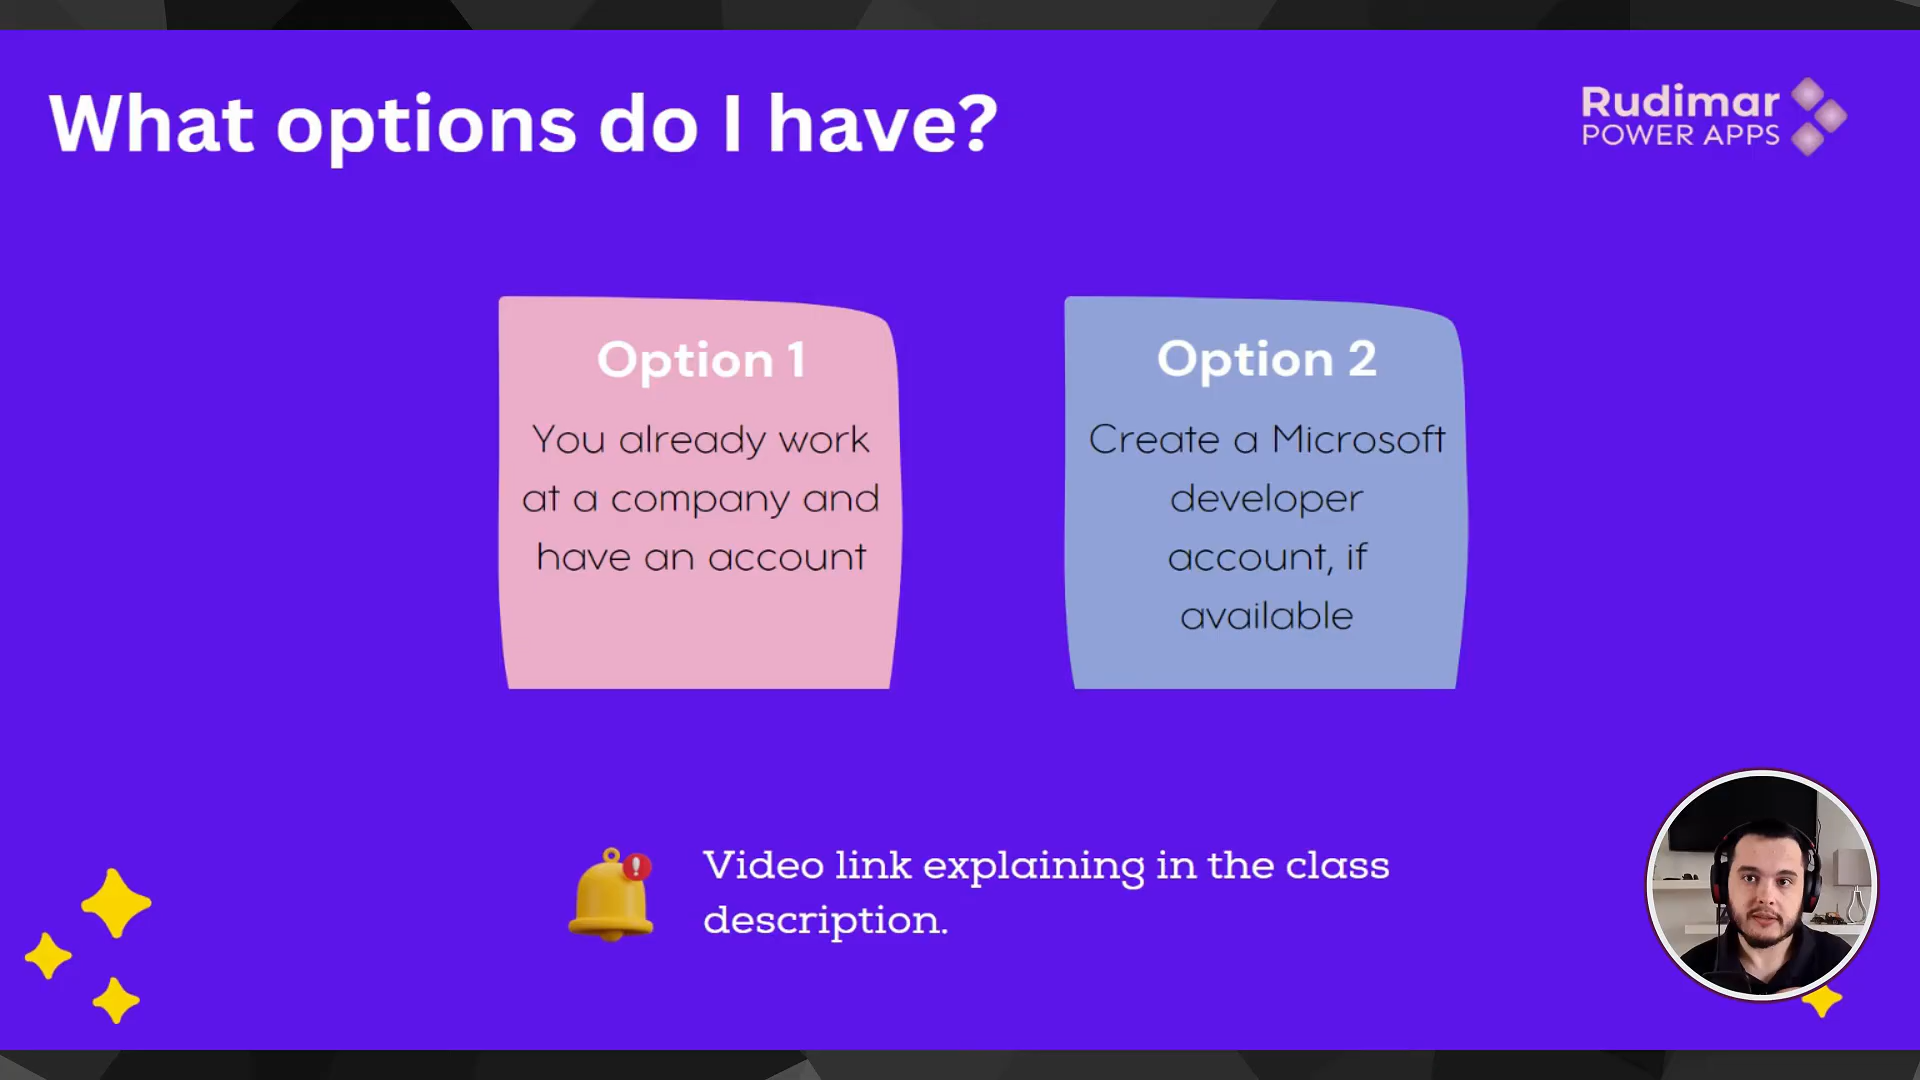 What options do I have?
Rudimar
POWER APPS
Option 1
You already work
at a company and
have an account
Option 2
Create a Microsoft
developer
account, if
available
Video link explaining in the class
description.